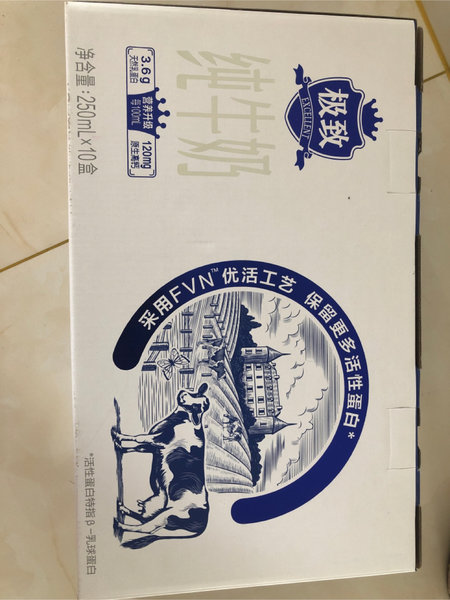 极致
EXCELLENT
纯牛奶
3.6g
天然乳蛋白
营养升级
每100mL
120mg
原生高钙
净含量：250mL×10盒
采用FVN™优活工艺 保留更多活性蛋白*
*活性蛋白特指β-乳球蛋白